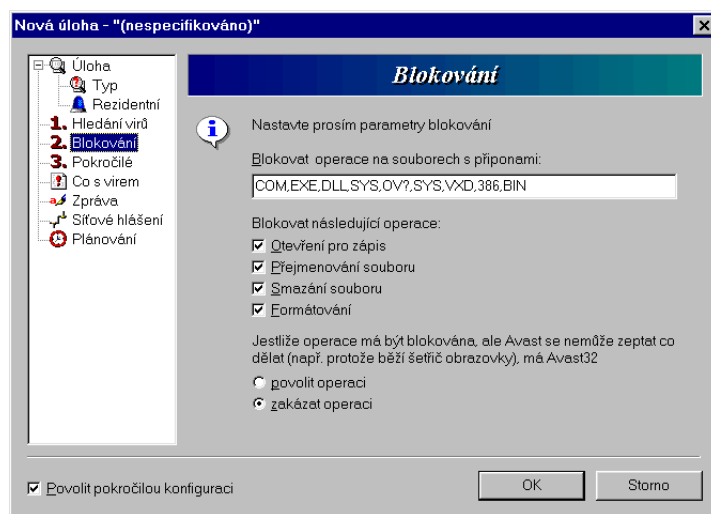 Nová úloha - "(nespecifikováno)"
Úloha
Typ
Rezidentní
1. Hledání virů
2. Blokování
3. Pokročilé
Co s virem
Zpráva
Síťové hlášení
Plánování
Blokování
Nastavte prosím parametry blokování
Blokovat operace na souborech s příponami:
COM,EXE,DLL,SYS,OV?,SYS,VXD,386,BIN
Blokovat následující operace:
Otevření pro zápis
Přejmenování souboru
Smazání souboru
Formátování
Jestliže operace má být blokována, ale Avast se nemůže zeptat co
dělat (např. protože běží šetřič obrazovky), má Avast32
povolit operaci
zakázat operaci
Povolit pokročilou konfiguraci
OK
Storno